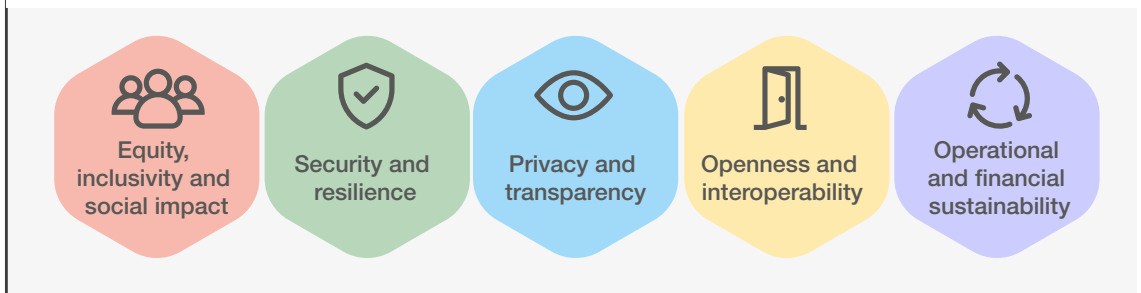 Equity,
inclusivity and
social impact
Security and
resilience
Privacy and
transparency
Openness and
interoperability
Operational
and financial
sustainability